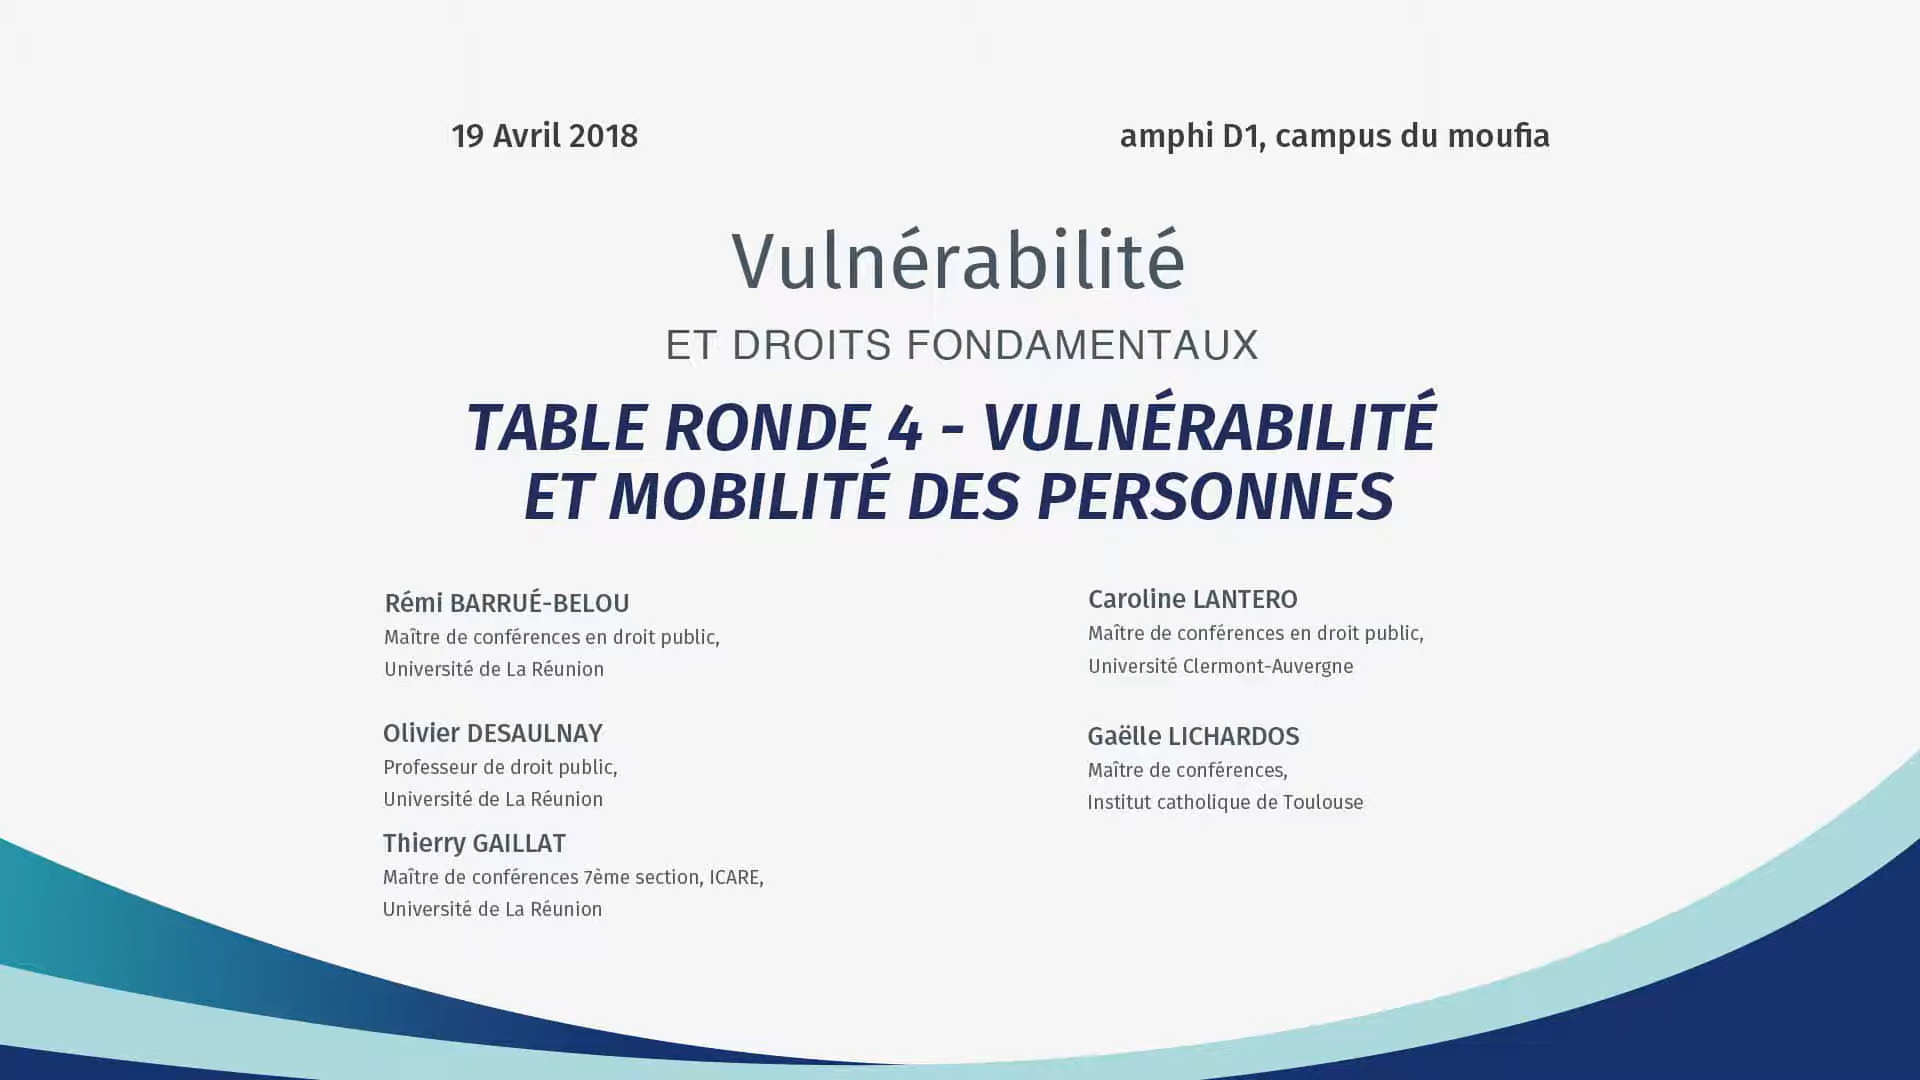 19 Avril 2018
amphi D1, campus du moufia
Vulnérabilité
ET DROITS FONDAMENTAUX
TABLE RONDE 4 - VULNÉRABILITÉ
ET MOBILITÉ DES PERSONNES
Rémi BARRUÉ-BELOU
Maître de conférences en droit public,
Université de La Réunion
Olivier DESAULNAY
Professeur de droit public,
Université de La Réunion
Thierry GAILLAT
Maître de conférences 7ème section, ICARE,
Université de La Réunion
Caroline LANTERO
Maître de conférences en droit public,
Université Clermont-Auvergne
Gaëlle LICHARDOS
Maître de conférences,
Institut catholique de Toulouse